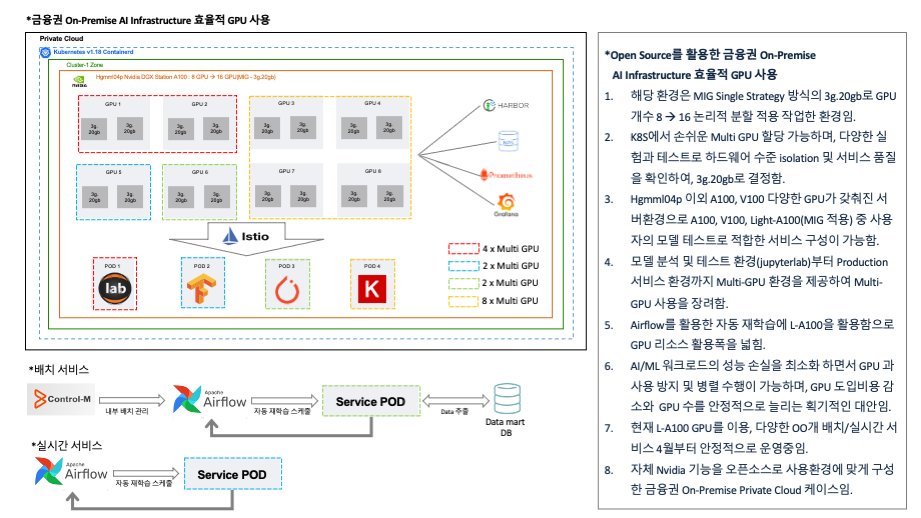 *금융권 On-Premise AI Infrastructure 효율적 GPU 사용
Private Cloud
Kubernetes v1.18 Containerd
Cluster-1 Zone
Hgmml04p Nvidia DGX Station A100 : 8 GPU → 16 GPU(MIG - 3g.20gb)
GPU 1
GPU 2
GPU 3
GPU 4
3g.20gb
3g.20gb
3g.20gb
3g.20gb
3g.20gb
3g.20gb
3g.20gb
3g.20gb
GPU 5
GPU 6
GPU 7
GPU 8
3g.20gb
3g.20gb
3g.20gb
3g.20gb
3g.20gb
3g.20gb
3g.20gb
3g.20gb
HARBOR
Prometheus
Grafana
Istio
POD 1
POD 2
POD 3
POD 4
lab
K
4 x Multi GPU
2 x Multi GPU
2 x Multi GPU
8 x Multi GPU
*배치 서비스
Control-M
내부 배치 관리
Apache
Airflow
자동 재학습 스케쥴
Service POD
Data 추출
Data mart
DB
*실시간 서비스
Apache
Airflow
자동 재학습 스케쥴
Service POD
*Open Source를 활용한 금융권 On-Premise
AI Infrastructure 효율적 GPU 사용
1. 해당 환경은 MIG Single Strategy 방식의 3g.20gb로 GPU
개수 8 → 16 논리적 분할 적용 작업한 환경임.
2. K8S에서 손쉬운 Multi GPU 할당 가능하며, 다양한 실
험과 테스트로 하드웨어 수준 isolation 및 서비스 품질
을 확인하여, 3g.20gb로 결정함.
3. Hgmml04p 이외 A100, V100 다양한 GPU가 갖춰진 서
버환경으로 A100, V100, Light-A100(MIG 적용) 중 사용
자의 모델 테스트로 적합한 서비스 구성이 가능함.
4. 모델 분석 및 테스트 환경(jupyterlab)부터 Production
서비스 환경까지 Multi-GPU 환경을 제공하여 Multi-
GPU 사용을 장려함.
5. Airflow를 활용한 자동 재학습에 L-A100을 활용함으로
GPU 리소스 활용폭을 넓힘.
6. AI/ML 워크로드의 성능 손실을 최소화 하면서 GPU 과
사용 방지 및 병렬 수행이 가능하며, GPU 도입비용 감
소와 GPU 수를 안정적으로 늘리는 획기적인 대안임.
7. 현재 L-A100 GPU를 이용, 다양한 OO개 배치/실시간 서
비스 4월부터 안정적으로 운영중임.
8. 자체 Nvidia 기능을 오픈소스로 사용환경에 맞게 구성
한 금융권 On-Premise Private Cloud 케이스임.